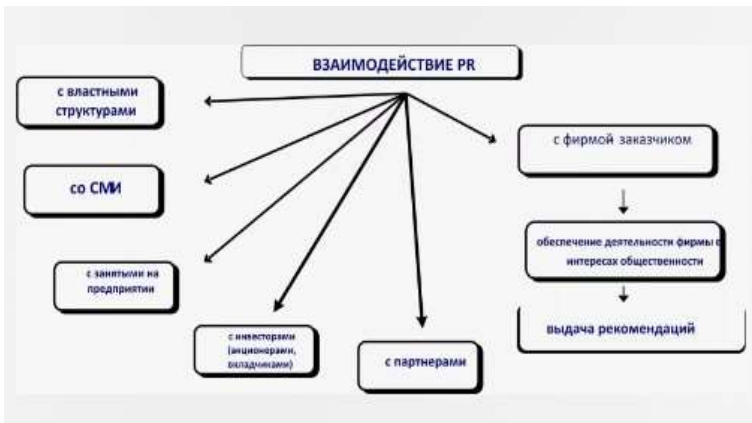 ВЗАИМОДЕЙСТВИЕ PR
с властными
структурами
с фирмой заказчиком
со СМИ
обеспечение деятельности фирмы в
интересах общественности
с занятыми на
предприятии
выдача рекомендаций
с инвесторами
(акционерами,
вкладчиками)
с партнерами